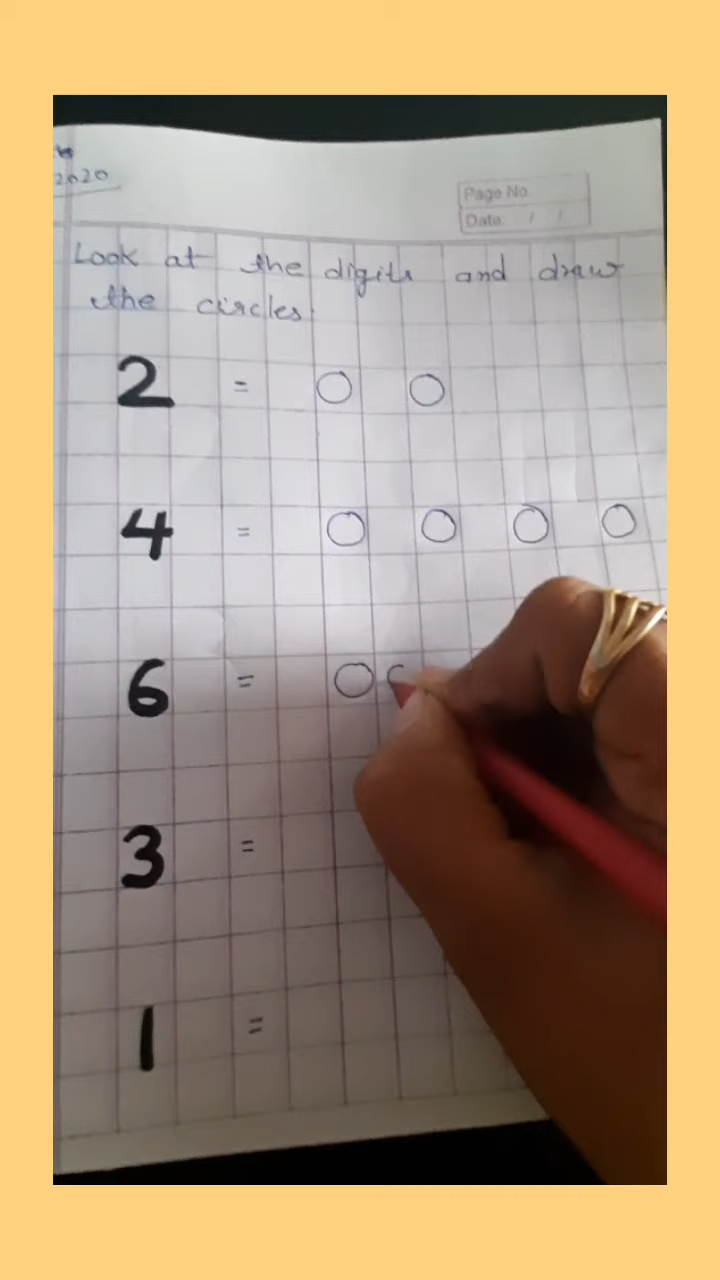 2020
Page No.
Date / /
Look at the digits and draw
the circles.
2 = O O
4 = O O O O
6 = O
3 =
1 =